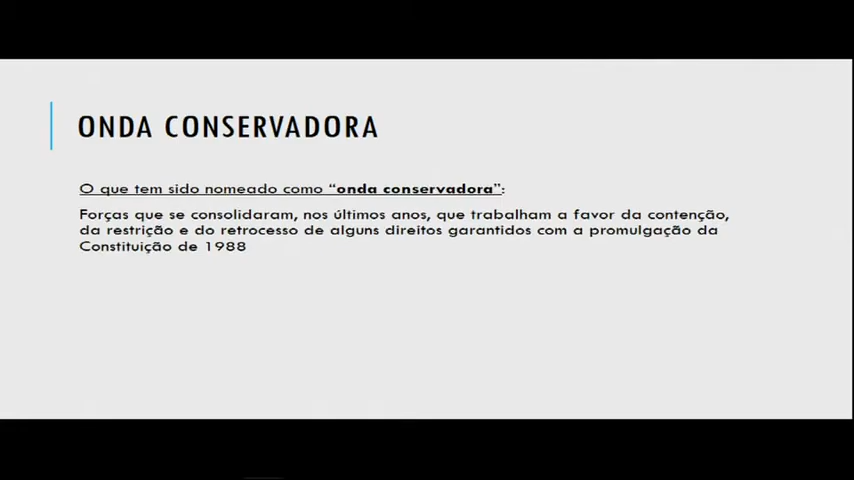 ONDA CONSERVADORA
O que tem sido nomeado como “onda conservadora”:
Forças que se consolidaram, nos últimos anos, que trabalham a favor da contenção,
da restrição e do retrocesso de alguns direitos garantidos com a promulgação da
Constituição de 1988